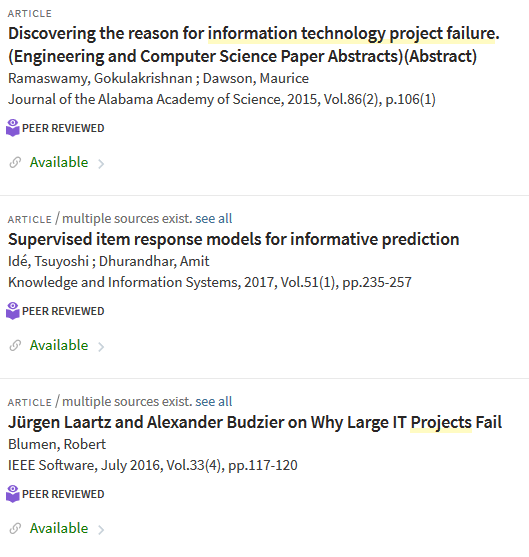 ARTICLE
Discovering the reason for information technology project failure.
(Engineering and Computer Science Paper Abstracts)(Abstract)
Ramaswamy, Gokulakrishnan ; Dawson, Maurice
Journal of the Alabama Academy of Science, 2015, Vol.86(2), p.106(1)
PEER REVIEWED
Available
ARTICLE / multiple sources exist. see all
Supervised item response models for informative prediction
Idé, Tsuyoshi ; Dhurandhar, Amit
Knowledge and Information Systems, 2017, Vol.51(1), pp.235-257
PEER REVIEWED
Available
ARTICLE / multiple sources exist. see all
Jürgen Laartz and Alexander Budzier on Why Large IT Projects Fail
Blumen, Robert
IEEE Software, July 2016, Vol.33(4), pp.117-120
PEER REVIEWED
Available